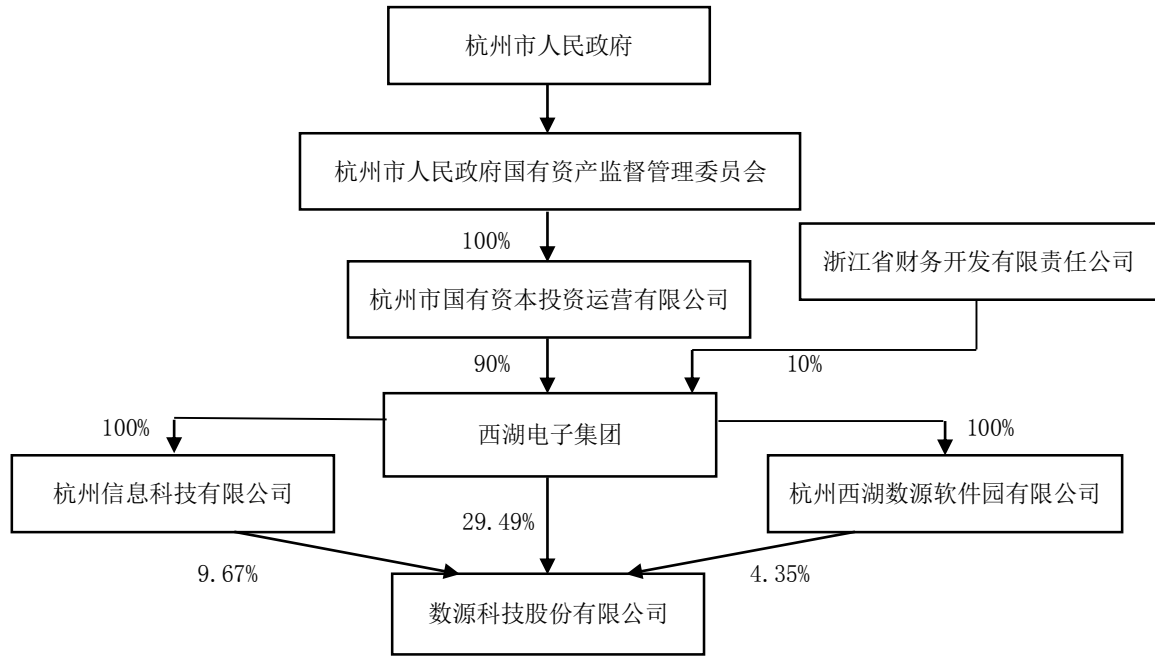 杭州市人民政府
杭州市人民政府国有资产监督管理委员会
100%
浙江省财务开发有限责任公司
杭州市国有资本投资运营有限公司
90%
10%
西湖电子集团
100%
100%
杭州信息科技有限公司
杭州西湖数源软件园有限公司
29.49%
9.67%
4.35%
数源科技股份有限公司